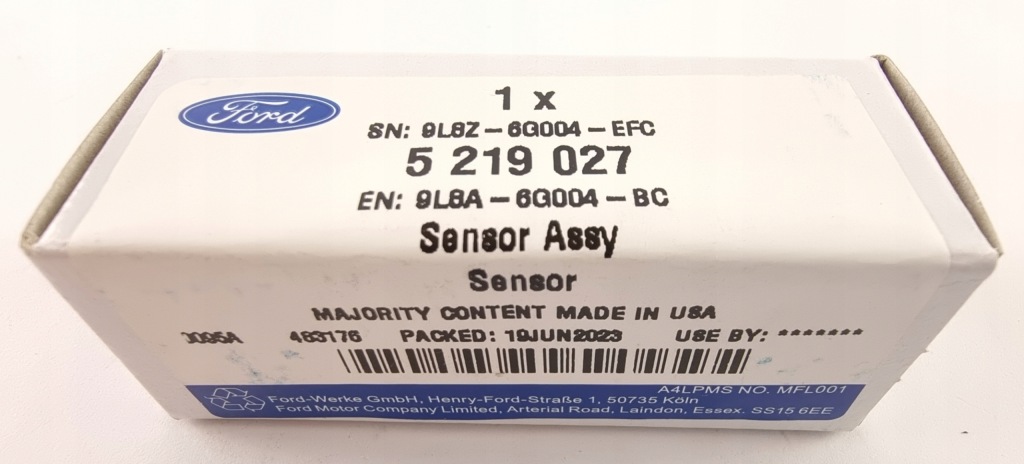 Ford
1 x
SN: 9L8Z - 6G004 - EFC
5 219 027
EN: 9L8A - 6G004 - BC
Sensor Assy
Sensor
MAJORITY CONTENT MADE IN USA
463176 PACKED: 19JUN2023 USE BY: *******
A4LPMS NO. MFL001
Ford-Werke GmbH, Henry-Ford-Straße 1, 50735 Köln
Ford Motor Company Limited, Arterial Road, Laindon, Essex. SS15 6EE